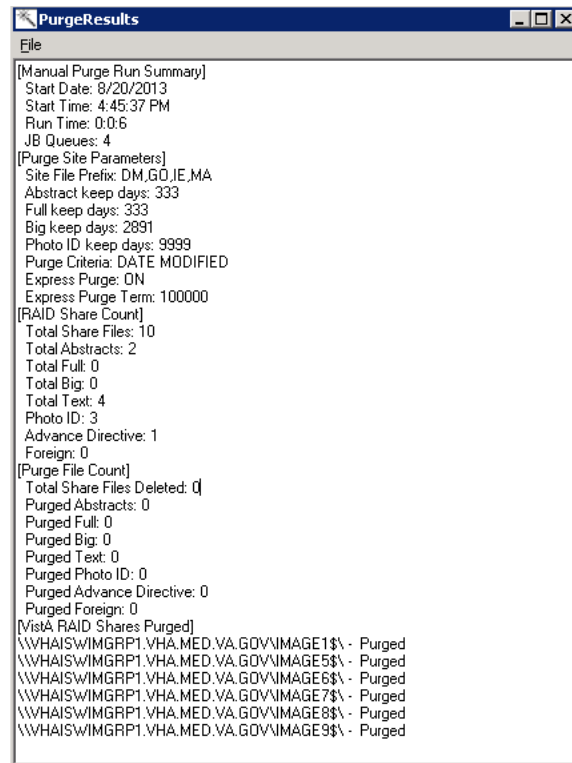 PurgeResults
File
[Manual Purge Run Summary]
Start Date: 8/20/2013
Start Time: 4:45:37 PM
Run Time: 0:0:6
JB Queues: 4
[Purge Site Parameters]
Site File Prefix: DM,GO,IE,MA
Abstract keep days: 333
Full keep days: 333
Big keep days: 2891
Photo ID keep days: 9999
Purge Criteria: DATE MODIFIED
Express Purge: ON
Express Purge Term: 100000
[RAID Share Count]
Total Share Files: 10
Total Abstracts: 2
Total Full: 0
Total Big: 0
Total Text: 4
Photo ID: 3
Advance Directive: 1
Foreign: 0
[Purge File Count]
Total Share Files Deleted: 0
Purged Abstracts: 0
Purged Full: 0
Purged Big: 0
Purged Text: 0
Purged Photo ID: 0
Purged Advance Directive: 0
Purged Foreign: 0
[VistA RAID Shares Purged]
\\VHAISWIMGRP1.VHA.MED.VA.GOV\IMAGE1$\ - Purged
\\VHAISWIMGRP1.VHA.MED.VA.GOV\IMAGE5$\ - Purged
\\VHAISWIMGRP1.VHA.MED.VA.GOV\IMAGE6$\ - Purged
\\VHAISWIMGRP1.VHA.MED.VA.GOV\IMAGE7$\ - Purged
\\VHAISWIMGRP1.VHA.MED.VA.GOV\IMAGE8$\ - Purged
\\VHAISWIMGRP1.VHA.MED.VA.GOV\IMAGE9$\ - Purged